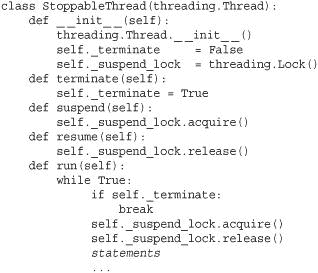 class StoppableThread(threading.Thread):
    def __init__(self):
        threading.Thread.__init__()
        self._terminate     = False
        self._suspend_lock  = threading.Lock()
    def terminate(self):
        self._terminate = True
    def suspend(self):
        self._suspend_lock.acquire()
    def resume(self):
        self._suspend_lock.release()
    def run(self):
        while True:
             if self._terminate:
                 break
             self._suspend_lock.acquire()
             self._suspend_lock.release()
             statements
             ...